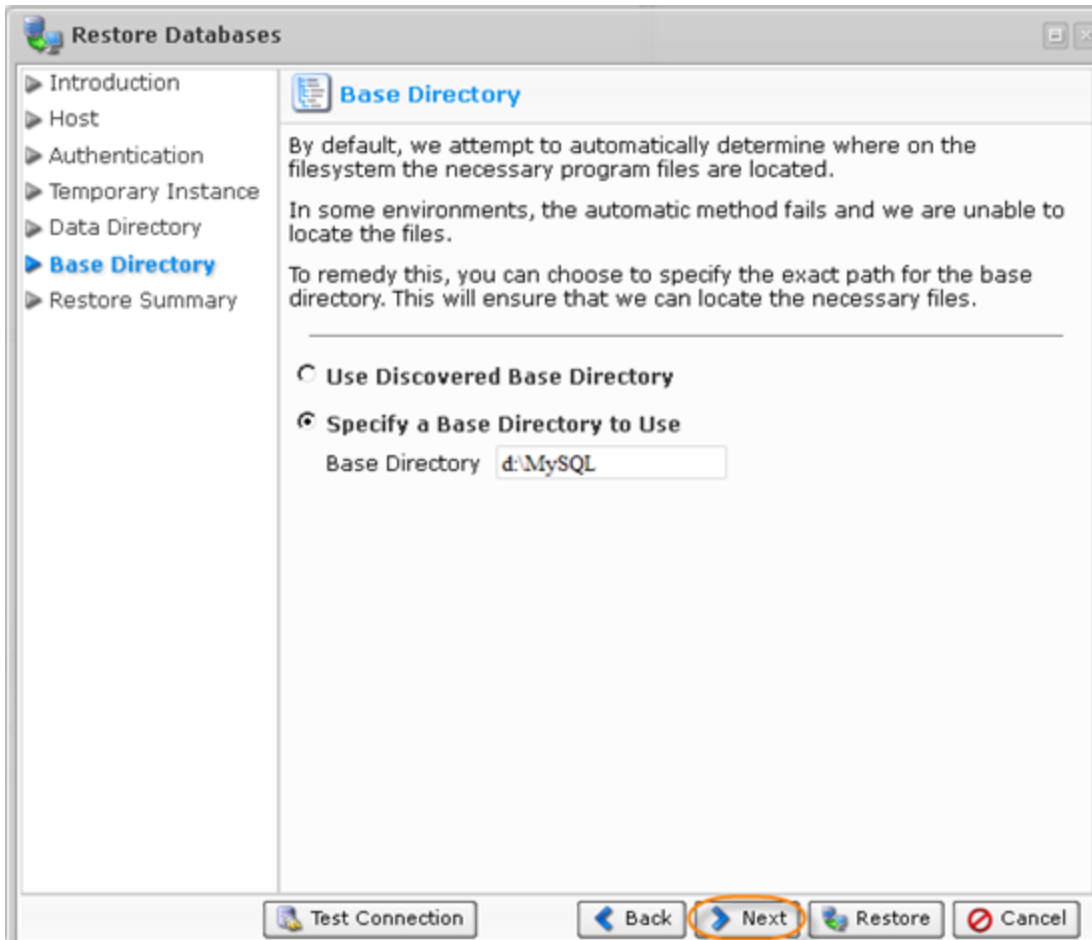 Restore Databases
Introduction
Host
Authentication
Temporary Instance
Data Directory
Base Directory
Restore Summary
Base Directory
By default, we attempt to automatically determine where on the
filesystem the necessary program files are located.
In some environments, the automatic method fails and we are unable to
locate the files.
To remedy this, you can choose to specify the exact path for the base
directory. This will ensure that we can locate the necessary files.
Use Discovered Base Directory
Specify a Base Directory to Use
Base Directory d:\MySQL
Test Connection Back Next Restore Cancel